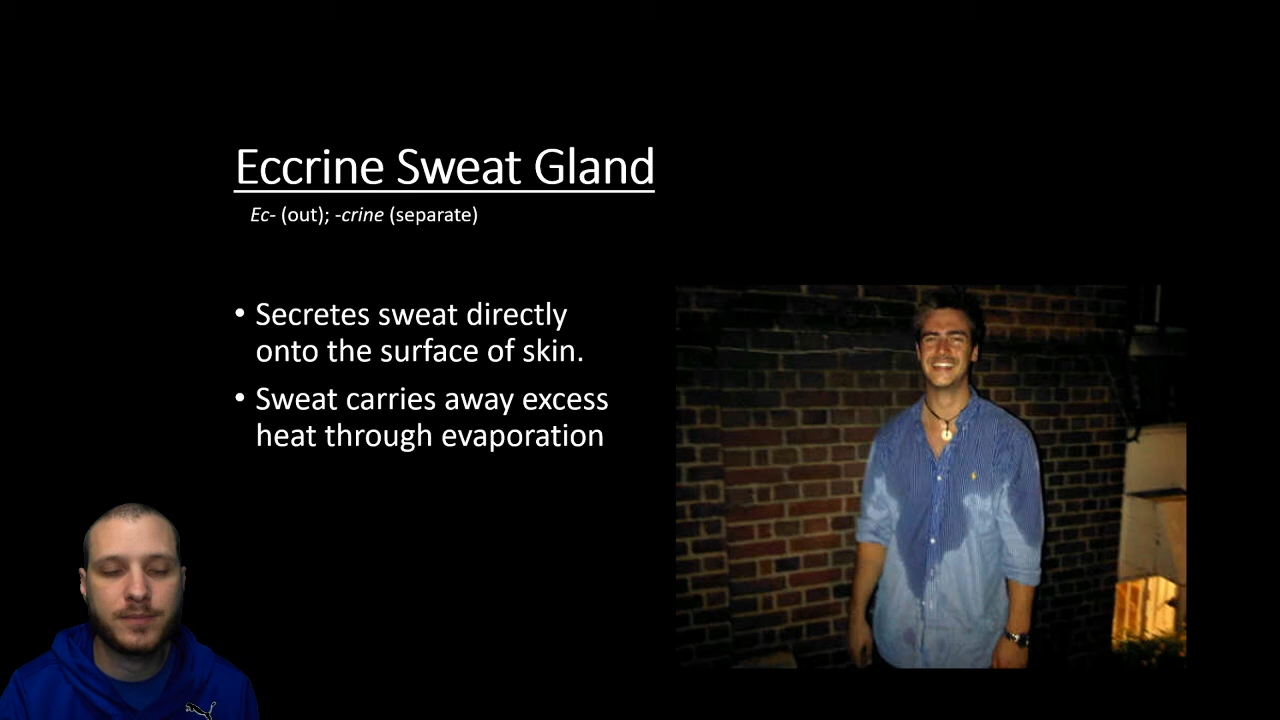 Eccrine Sweat Gland
Ec- (out); -crine (separate)
• Secretes sweat directly
onto the surface of skin.
• Sweat carries away excess
heat through evaporation